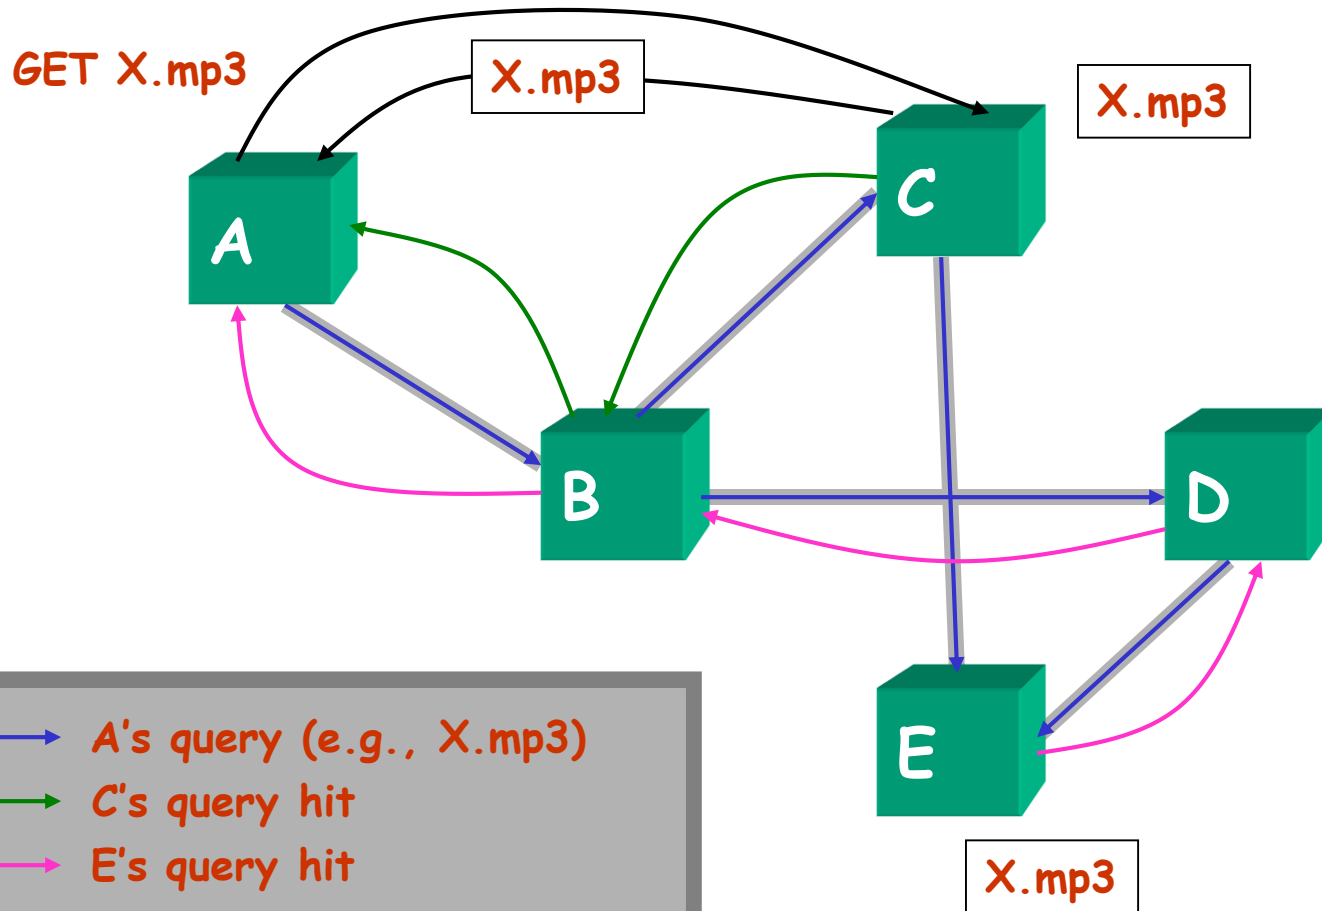 GET X.mp3
X.mp3
X.mp3
A
C
B
D
E
A's query (e.g., X.mp3)
C's query hit
E's query hit
X.mp3